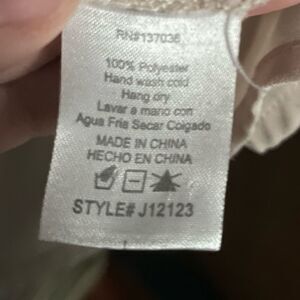 RN#137036
100% Polyester
Hand wash cold
Hang dry
Lavar a mano con
Agua Fria Secar Colgado
MADE IN CHINA
HECHO EN CHINA
STYLE# J12123